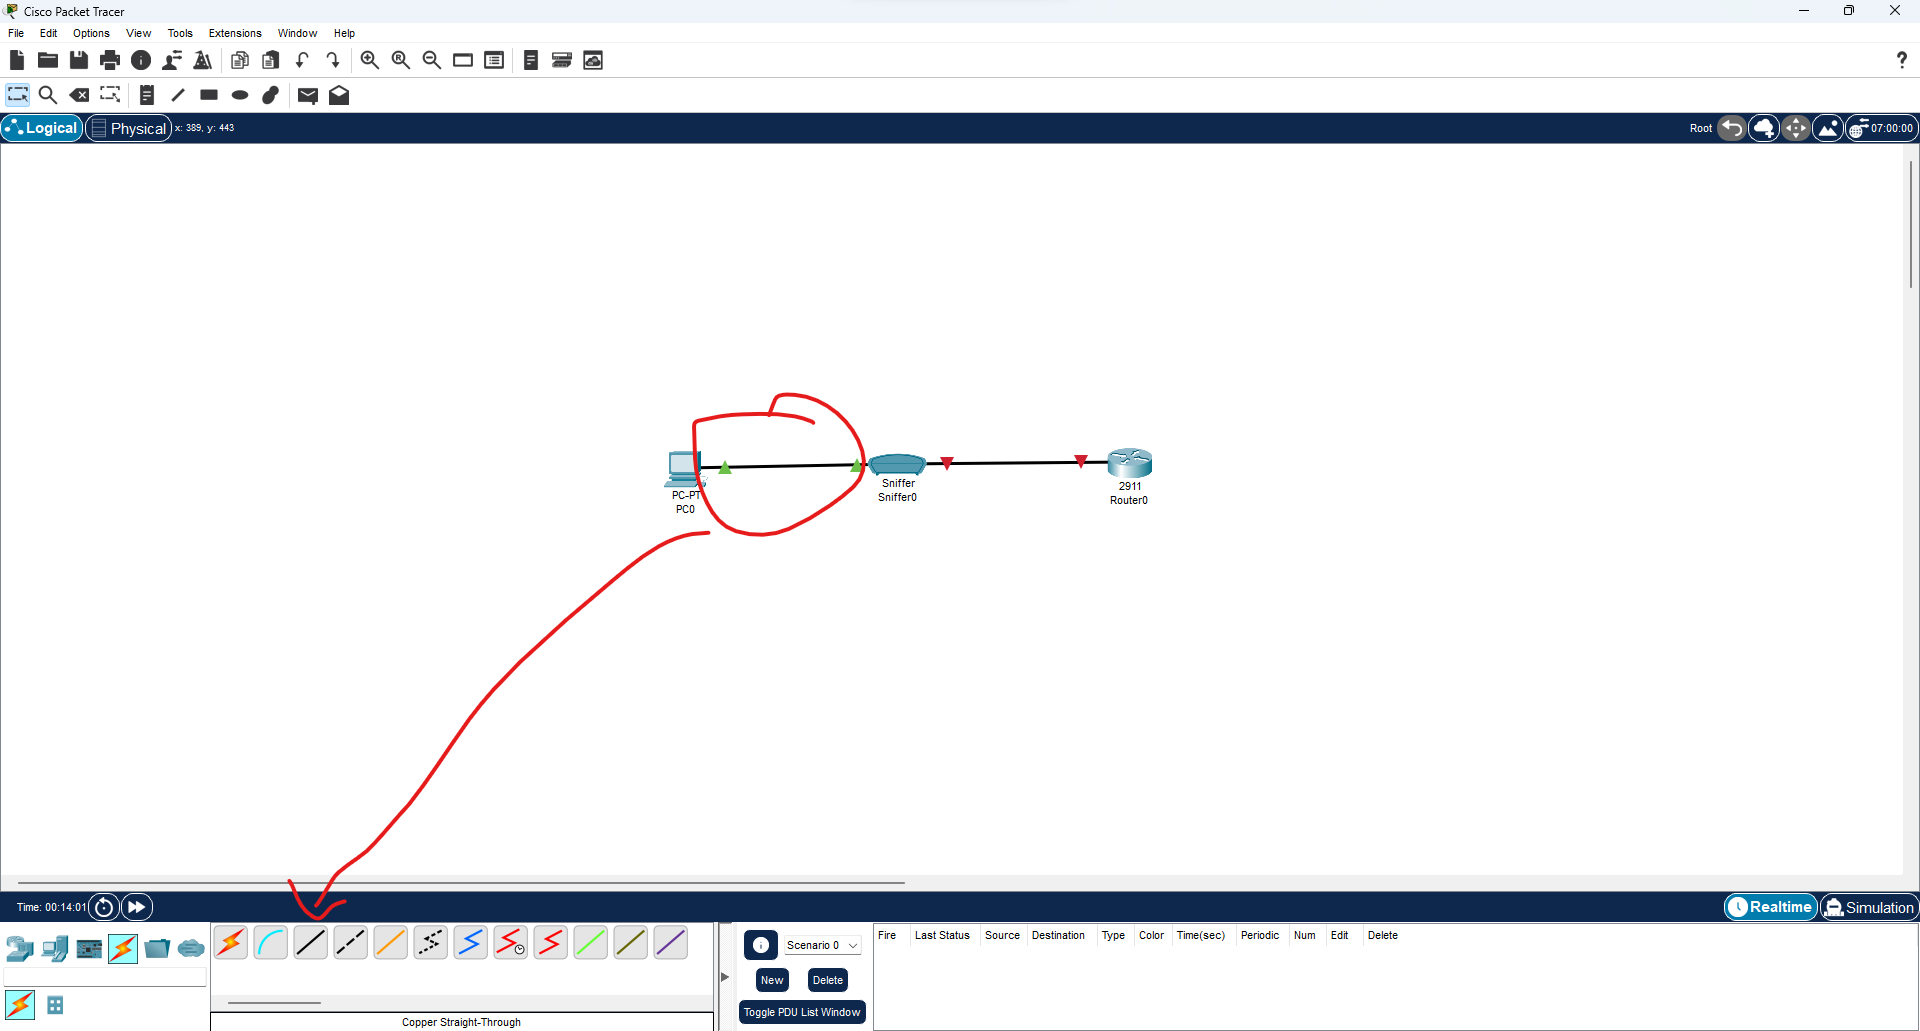 Cisco Packet Tracer
File Edit Options View Tools Extensions Window Help
Logical Physical x: 389, y: 443 Root 07:00:00
PC-PT
PC0
Sniffer
Sniffer0
2911
Router0
Time: 00:14:01 Realtime Simulation
Scenario 0
New Delete
Toggle PDU List Window
Fire Last Status Source Destination Type Color Time(sec) Periodic Num Edit Delete
Copper Straight-Through